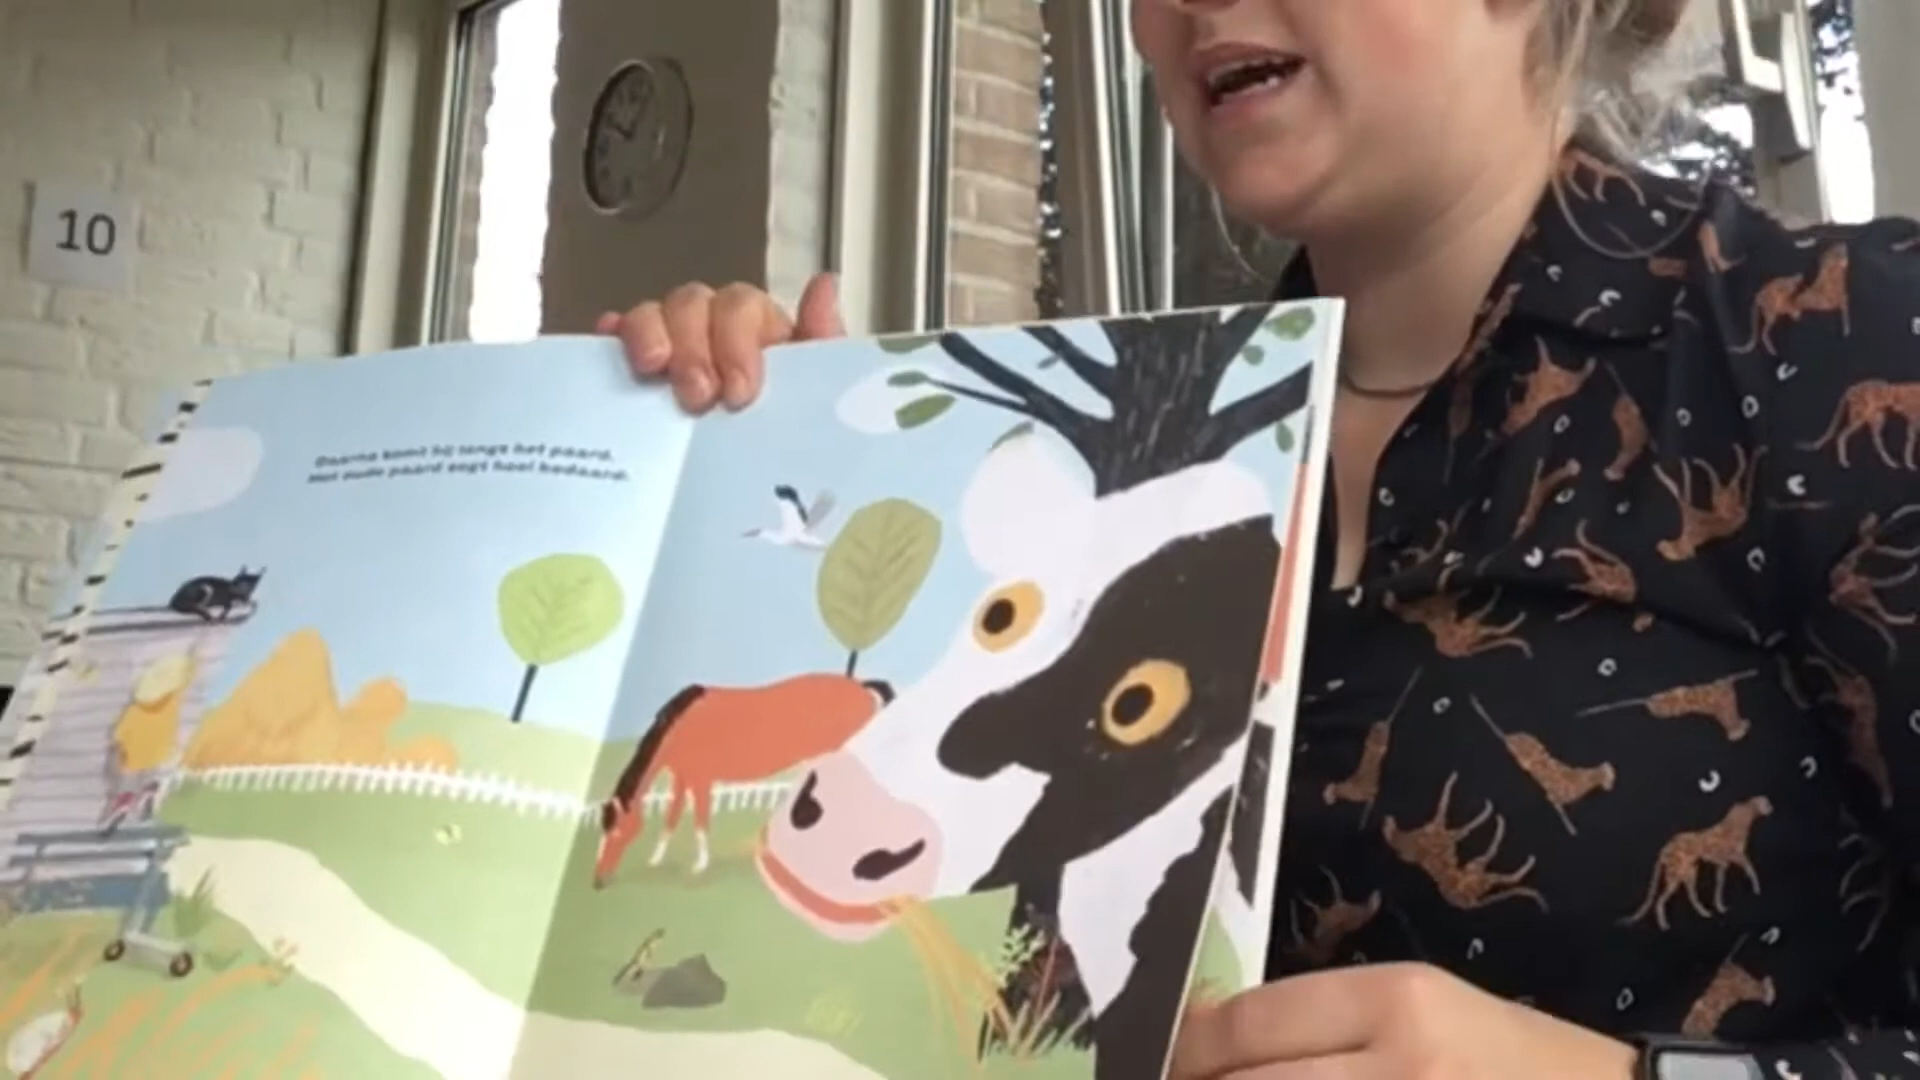 10
Daarna komt hij langs het paard.
Het oude paard zegt heel bedaard: